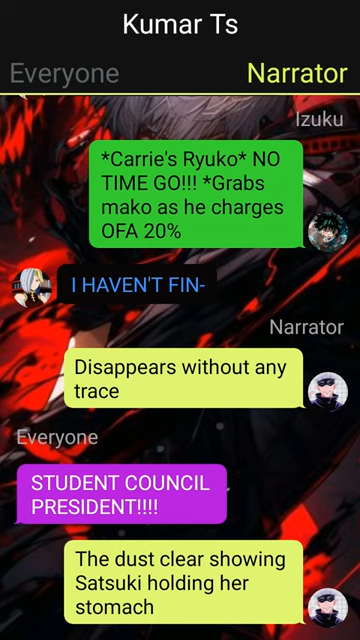 Kumar Ts
Everyone
Narrator
Izuku
*Carrie's Ryuko* NO
TIME GO!!! *Grabs
mako as he charges
OFA 20%
I HAVEN'T FIN-
Narrator
Disappears without any
trace
Everyone
STUDENT COUNCIL
PRESIDENT!!!!
The dust clear showing
Satsuki holding her
stomach